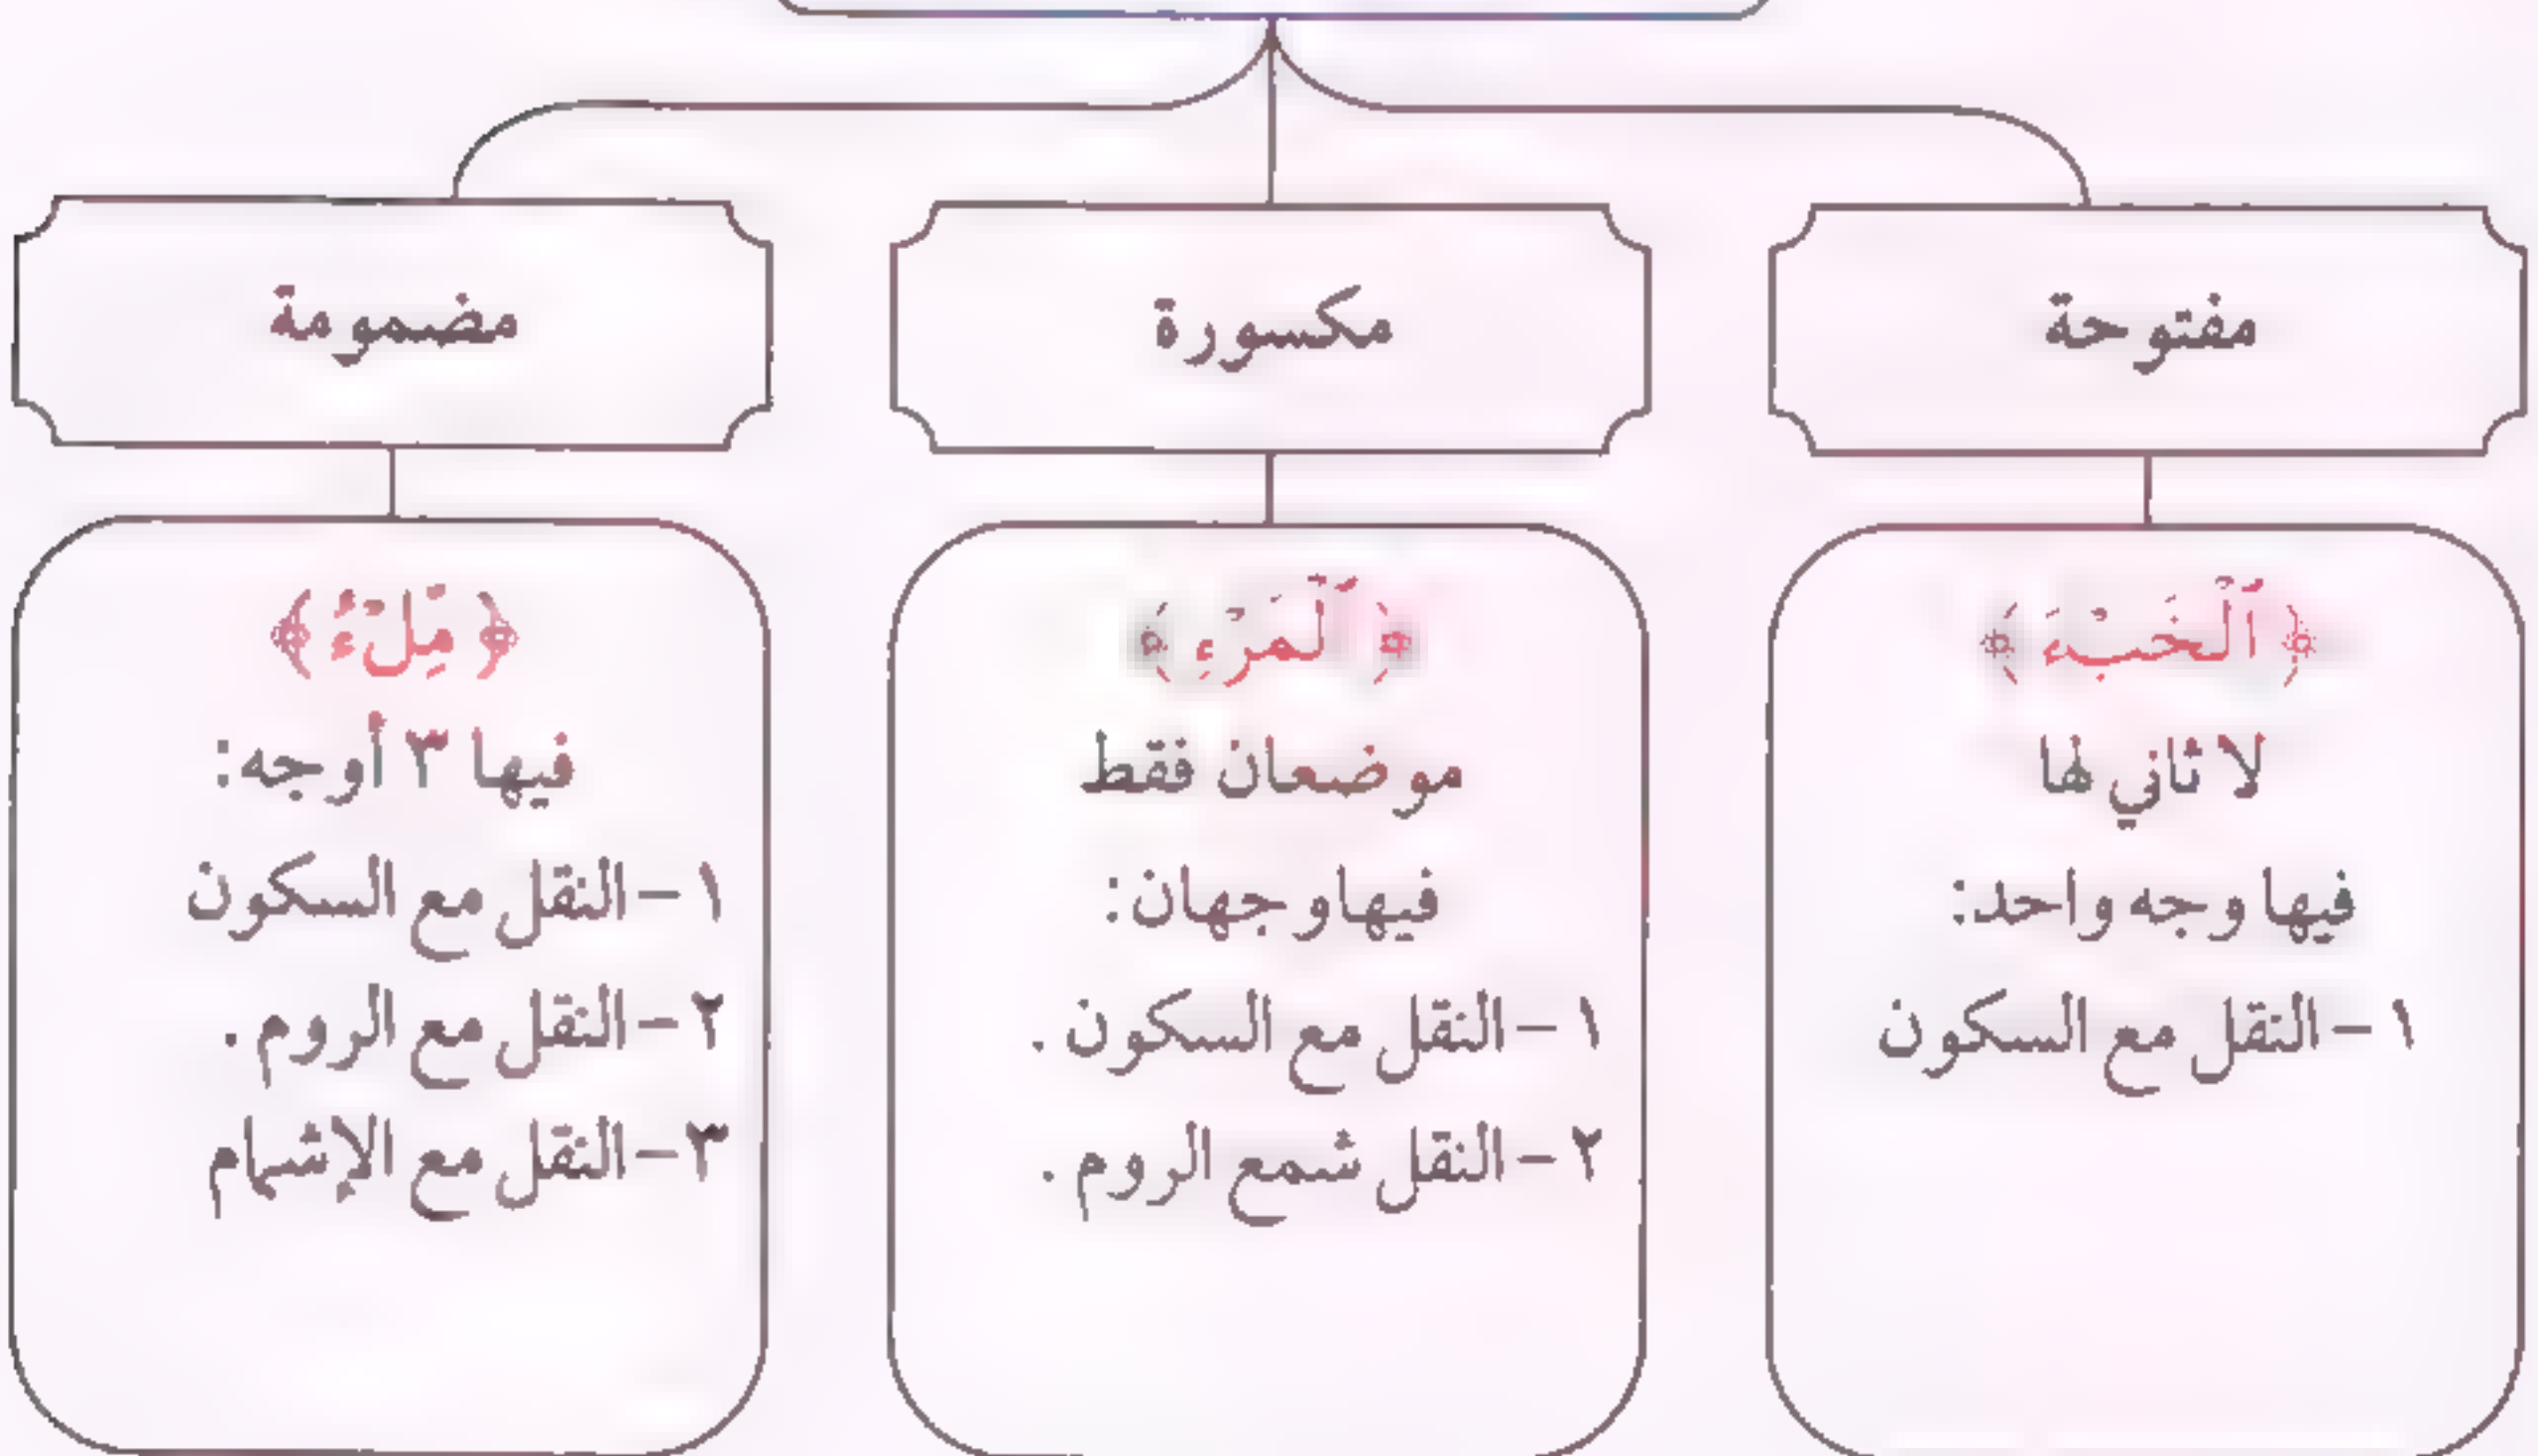 مفتوحة
﴿ ٱلْخَبْءَ ﴾
لا ثاني لها
فيها وجه واحد:
١ - النقل مع السكون
مكسورة
﴿ ٱلْمَرْءِ ﴾
موضعان فقط
فيهاوجهان:
١ - النقل مع السكون .
٢ - النقل شمع الروم .
مضمومة
﴿ مِّلْءُ ﴾
فيها ٣ أوجه:
١ - النقل مع السكون
٢ - النقل مع الروم .
٣- النقل مع الإشمام